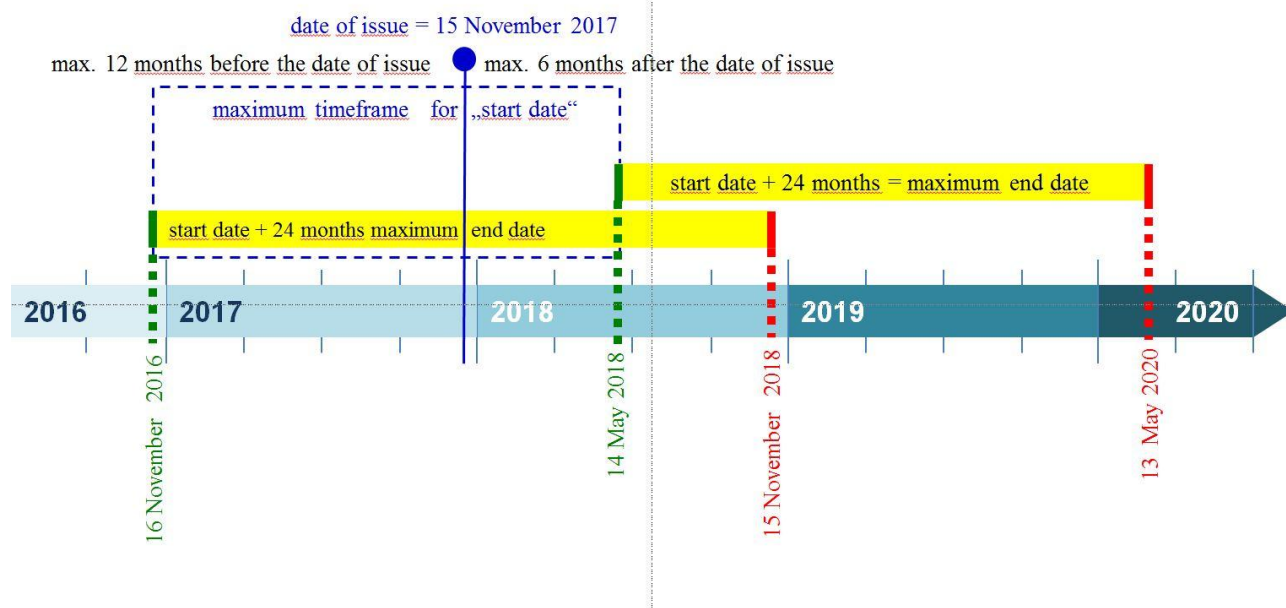 date of issue = 15 November 2017
max. 12 months before the date of issue
max. 6 months after the date of issue
maximum timeframe for „start date“
start date + 24 months = maximum end date
start date + 24 months maximum end date
2016
2017
2018
2019
2020
16 November 2016
14 May 2018
15 November 2018
13 May 2020